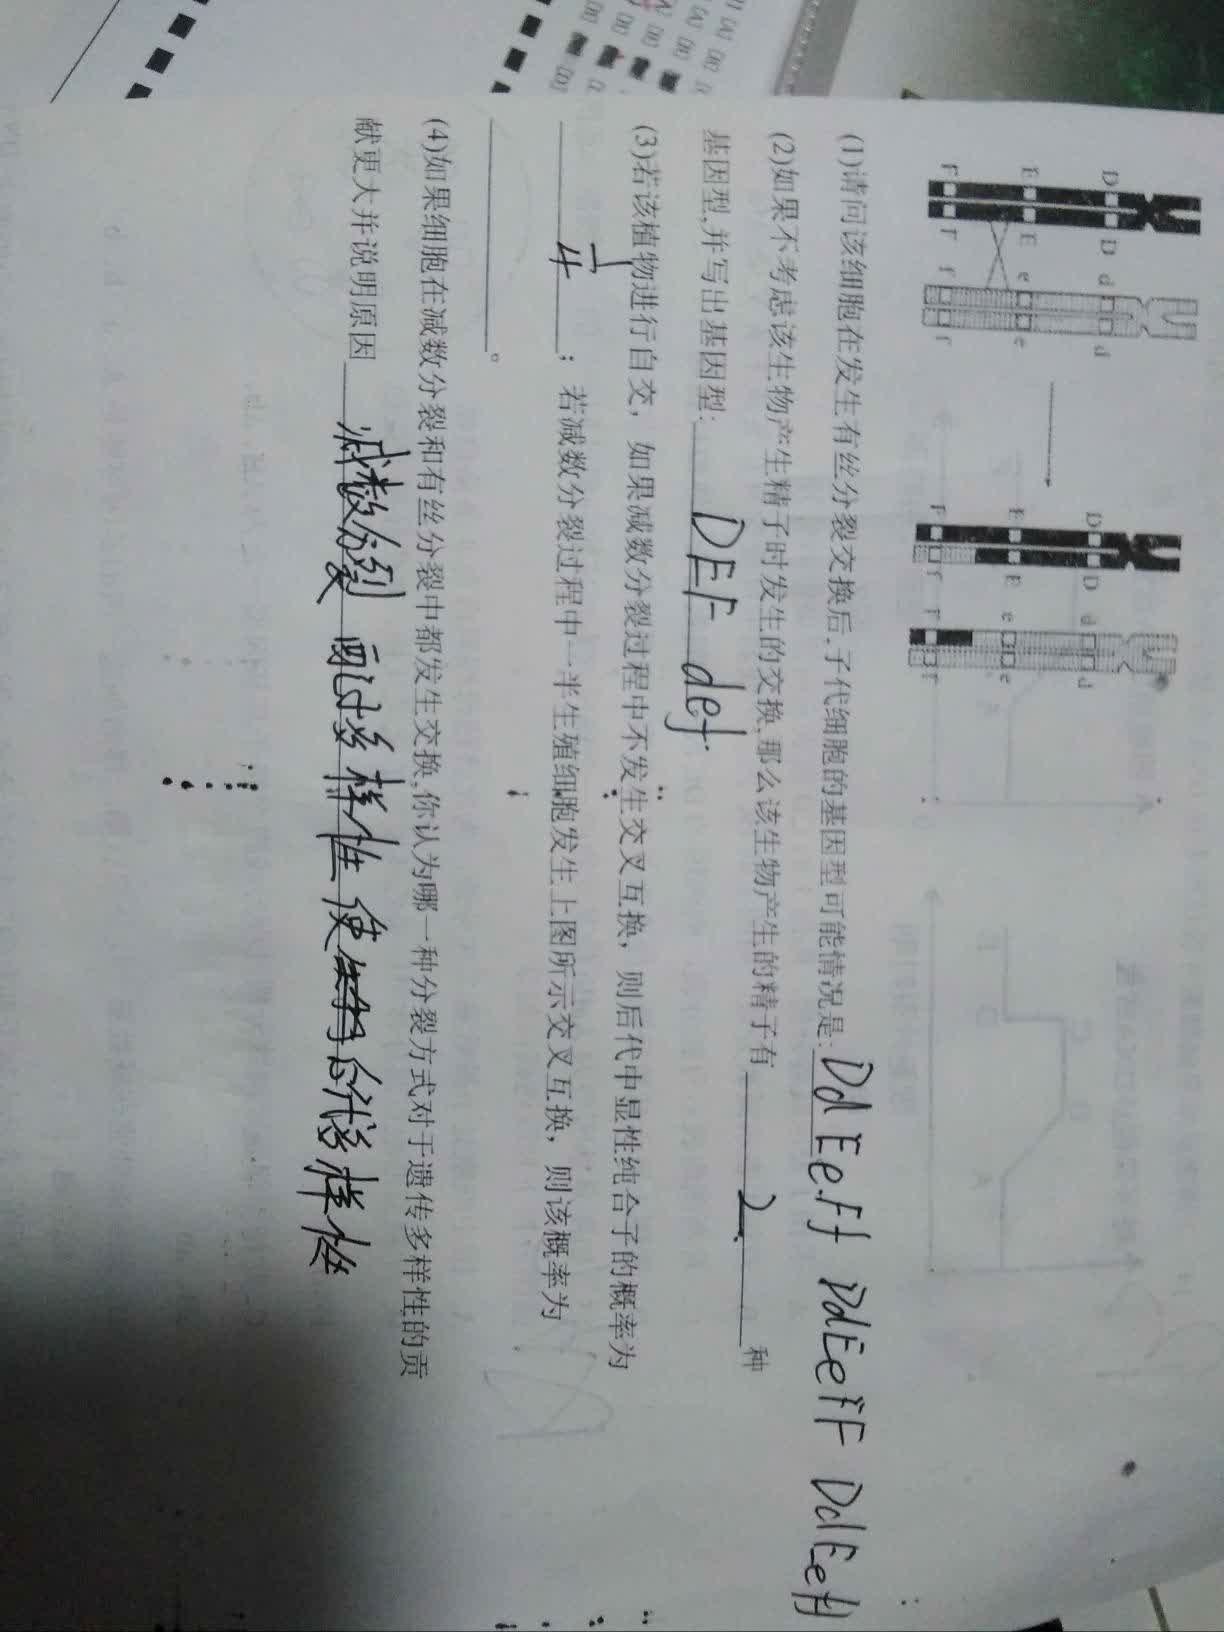 D D d d
E E e e
F F f f
D D d d
E E e e
F f F f
(1)请问该细胞在发生有丝分裂交换后,子代细胞的基因型可能情况是: DdEeff DdEeFF DdEeFf
(2)如果不考虑该生物产生精子时发生的交换,那么该生物产生的精子有 2 种
基因型,并写出基因型: DEF def
(3)若该植物进行自交，如果减数分裂过程中不发生交叉互换，则后代中显性纯合子的概率为
1/4 ；若减数分裂过程中一半生殖细胞发生上图所示交叉互换，则该概率为
。
(4)如果细胞在减数分裂和有丝分裂中都发生交换,你认为哪一种分裂方式对于遗传多样性的贡
献更大并说明原因 减数分裂 多样性 使 多样性